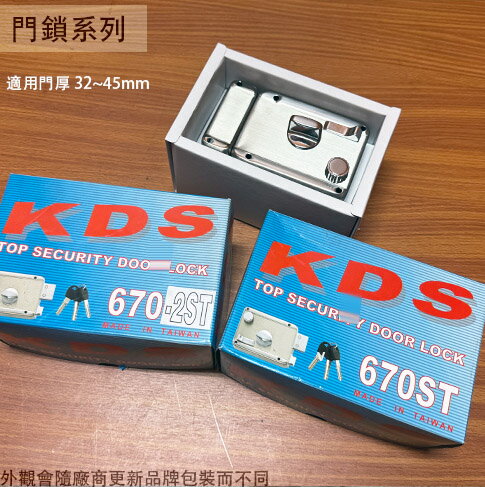 門鎖系列
適用門厚 32~45mm
KDS
TOP SECURITY DOO LOCK
670-2ST
MADE IN TAIWAN
KDS
TOP SECURITY DOOR LOCK
670ST
MADE IN TAIWAN
外觀會隨廠商更新品牌包裝而不同